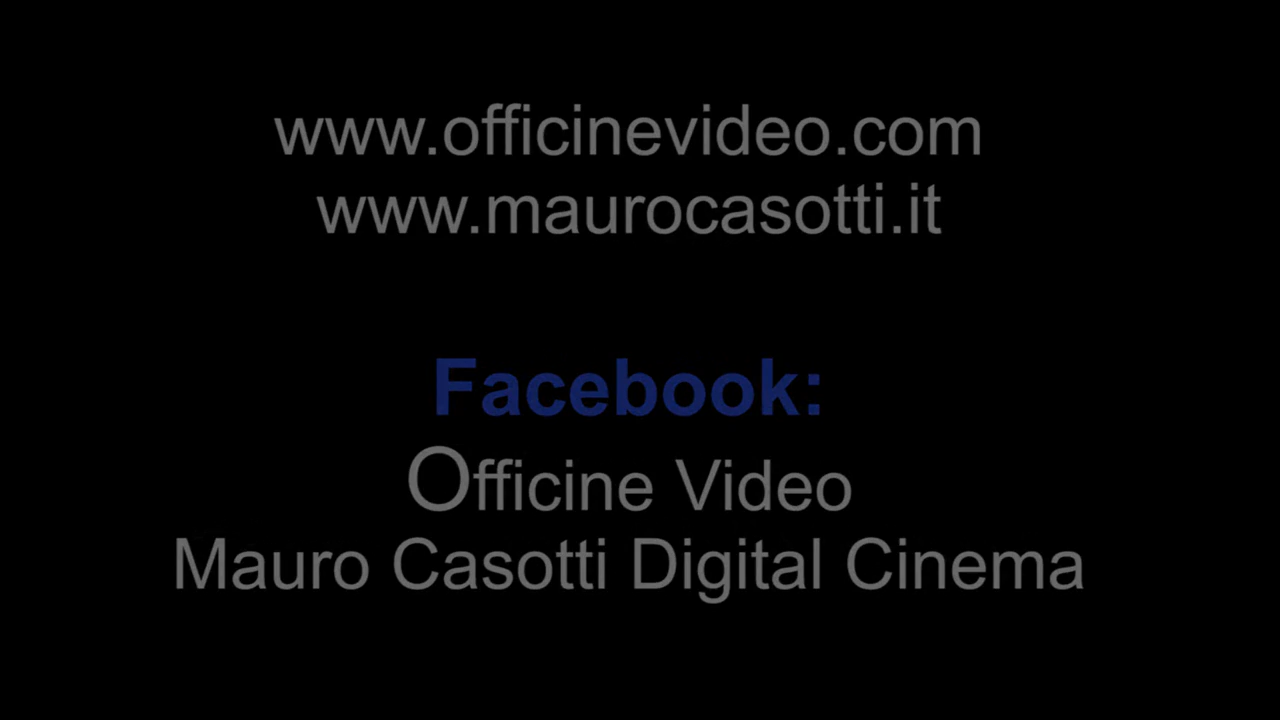 www.officinevideo.com
www.maurocasotti.it
Facebook:
Officine Video
Mauro Casotti Digital Cinema